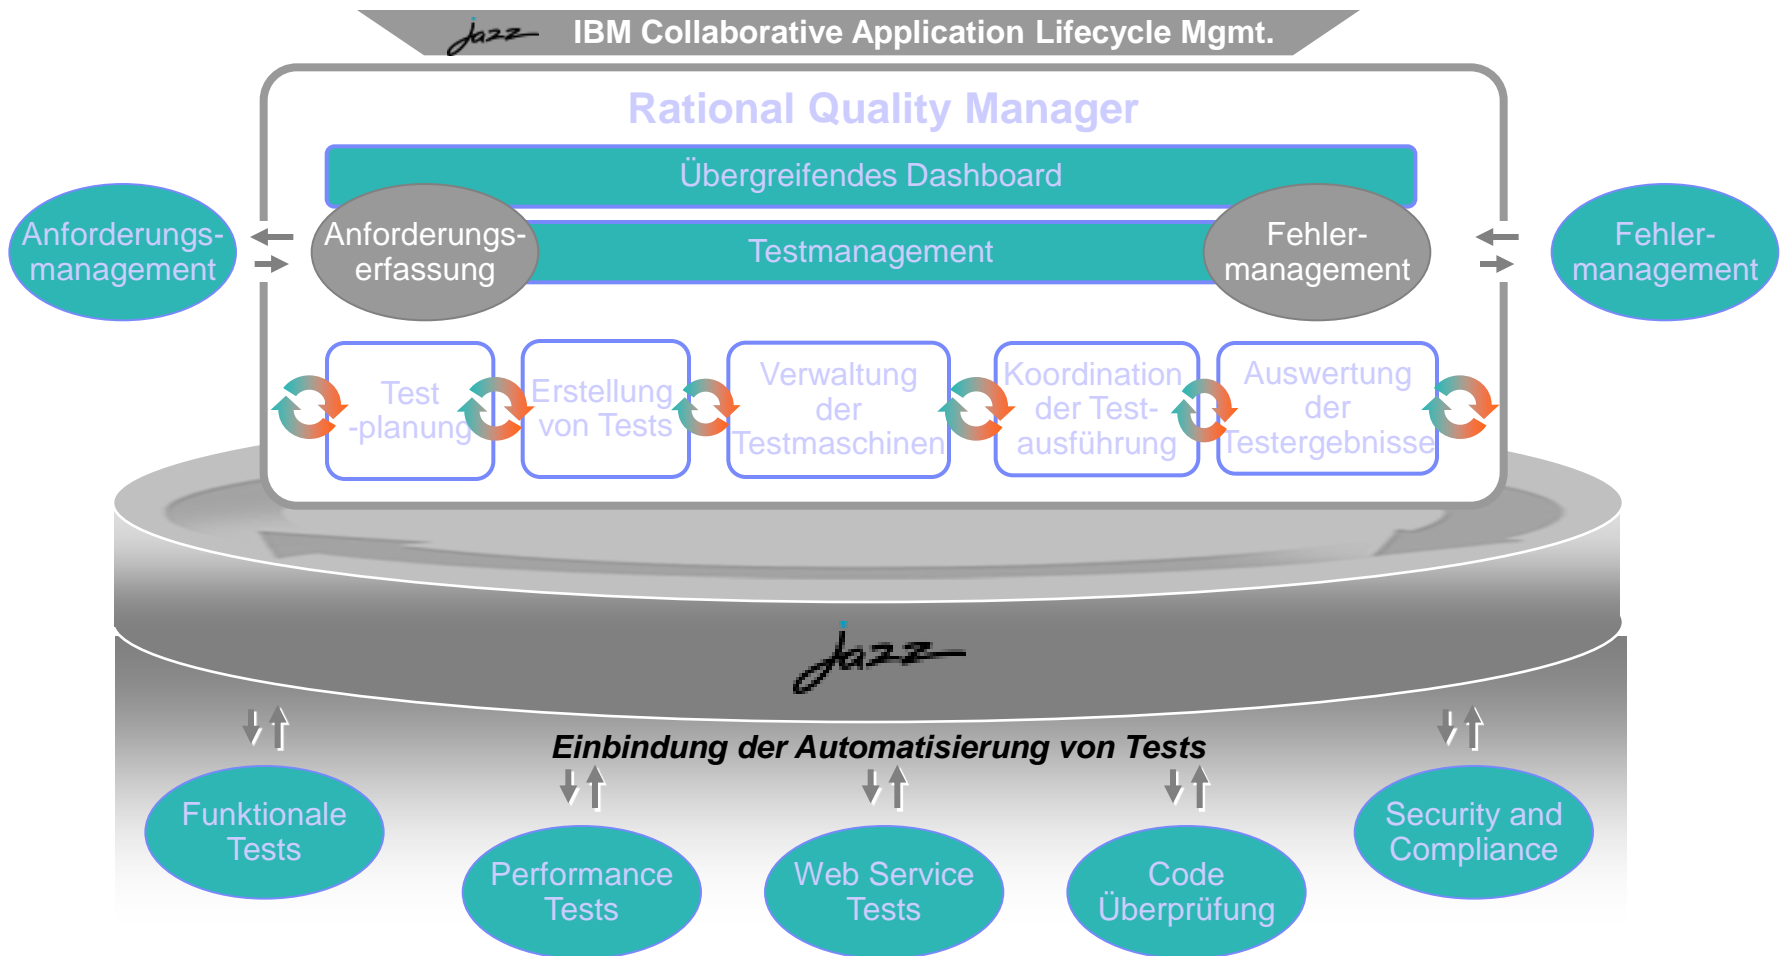 jazz IBM Collaborative Application Lifecycle Mgmt.
Rational Quality Manager
Übergreifendes Dashboard
Anforderungs-
management
Anforderungs-
erfassung
Testmanagement
Fehler-
management
Fehler-
management
Test
-planung
Erstellung
von Tests
Verwaltung
der
Testmaschinen
Koordination
der Test-
ausführung
Auswertung
der
Testergebnisse
jazz
Einbindung der Automatisierung von Tests
Funktionale
Tests
Performance
Tests
Web Service
Tests
Code
Überprüfung
Security and
Compliance